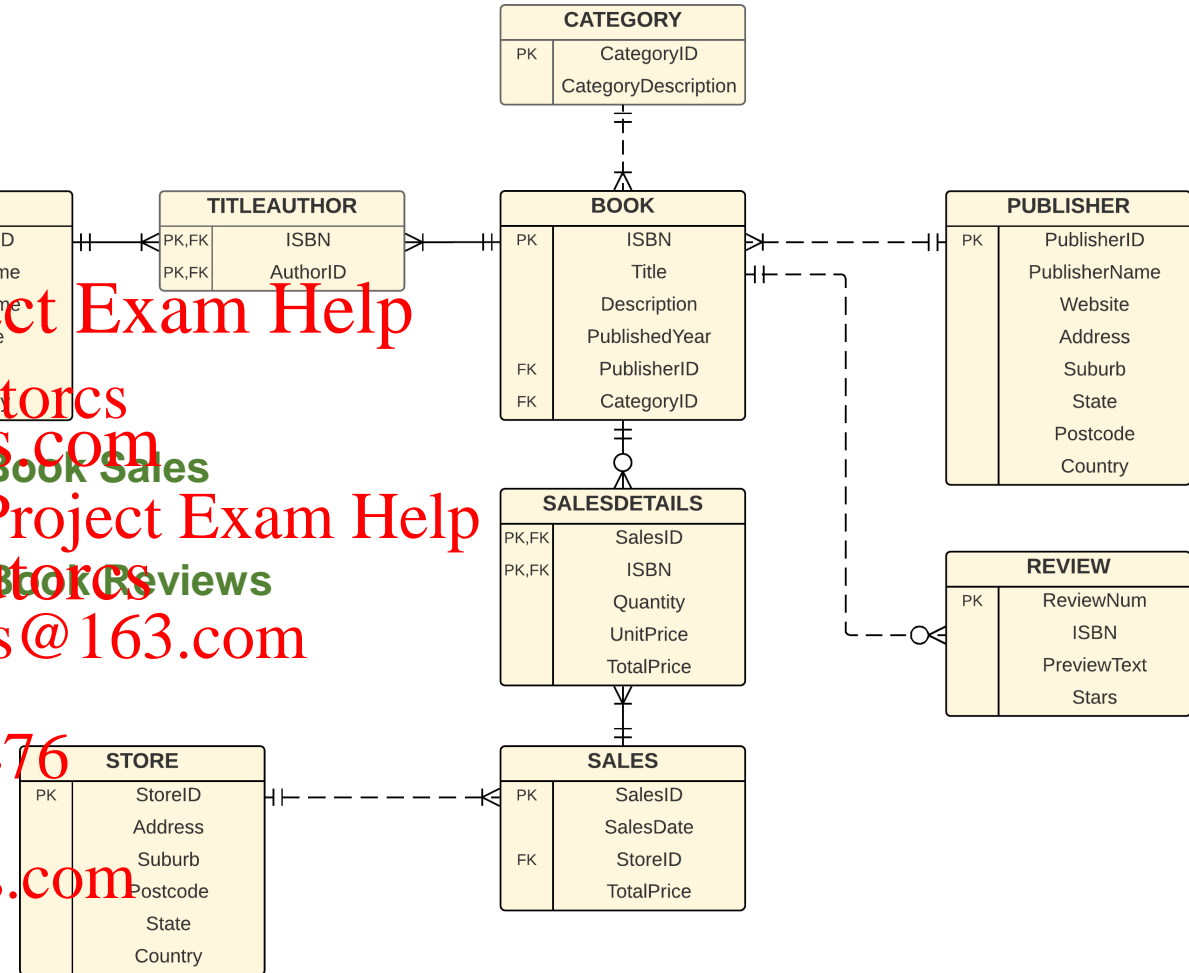 CATEGORY
PK CategoryID
CategoryDescription
TITLEAUTHOR
PK,FK ISBN
PK,FK AuthorID
BOOK
PK ISBN
Title
Description
PublishedYear
FK PublisherID
FK CategoryID
PUBLISHER
PK PublisherID
PublisherName
Website
Address
Suburb
State
Postcode
Country
D
me
me
e
y
ct Exam Help
torcs
s.com
Book Sales
Project Exam Help
torcs
Book Reviews
s@163.com
SALESDETAILS
PK,FK SalesID
PK,FK ISBN
Quantity
UnitPrice
TotalPrice
REVIEW
PK ReviewNum
ISBN
PreviewText
Stars
476
STORE
PK StoreID
Address
Suburb
Postcode
State
Country
s.com
SALES
PK SalesID
SalesDate
FK StoreID
TotalPrice